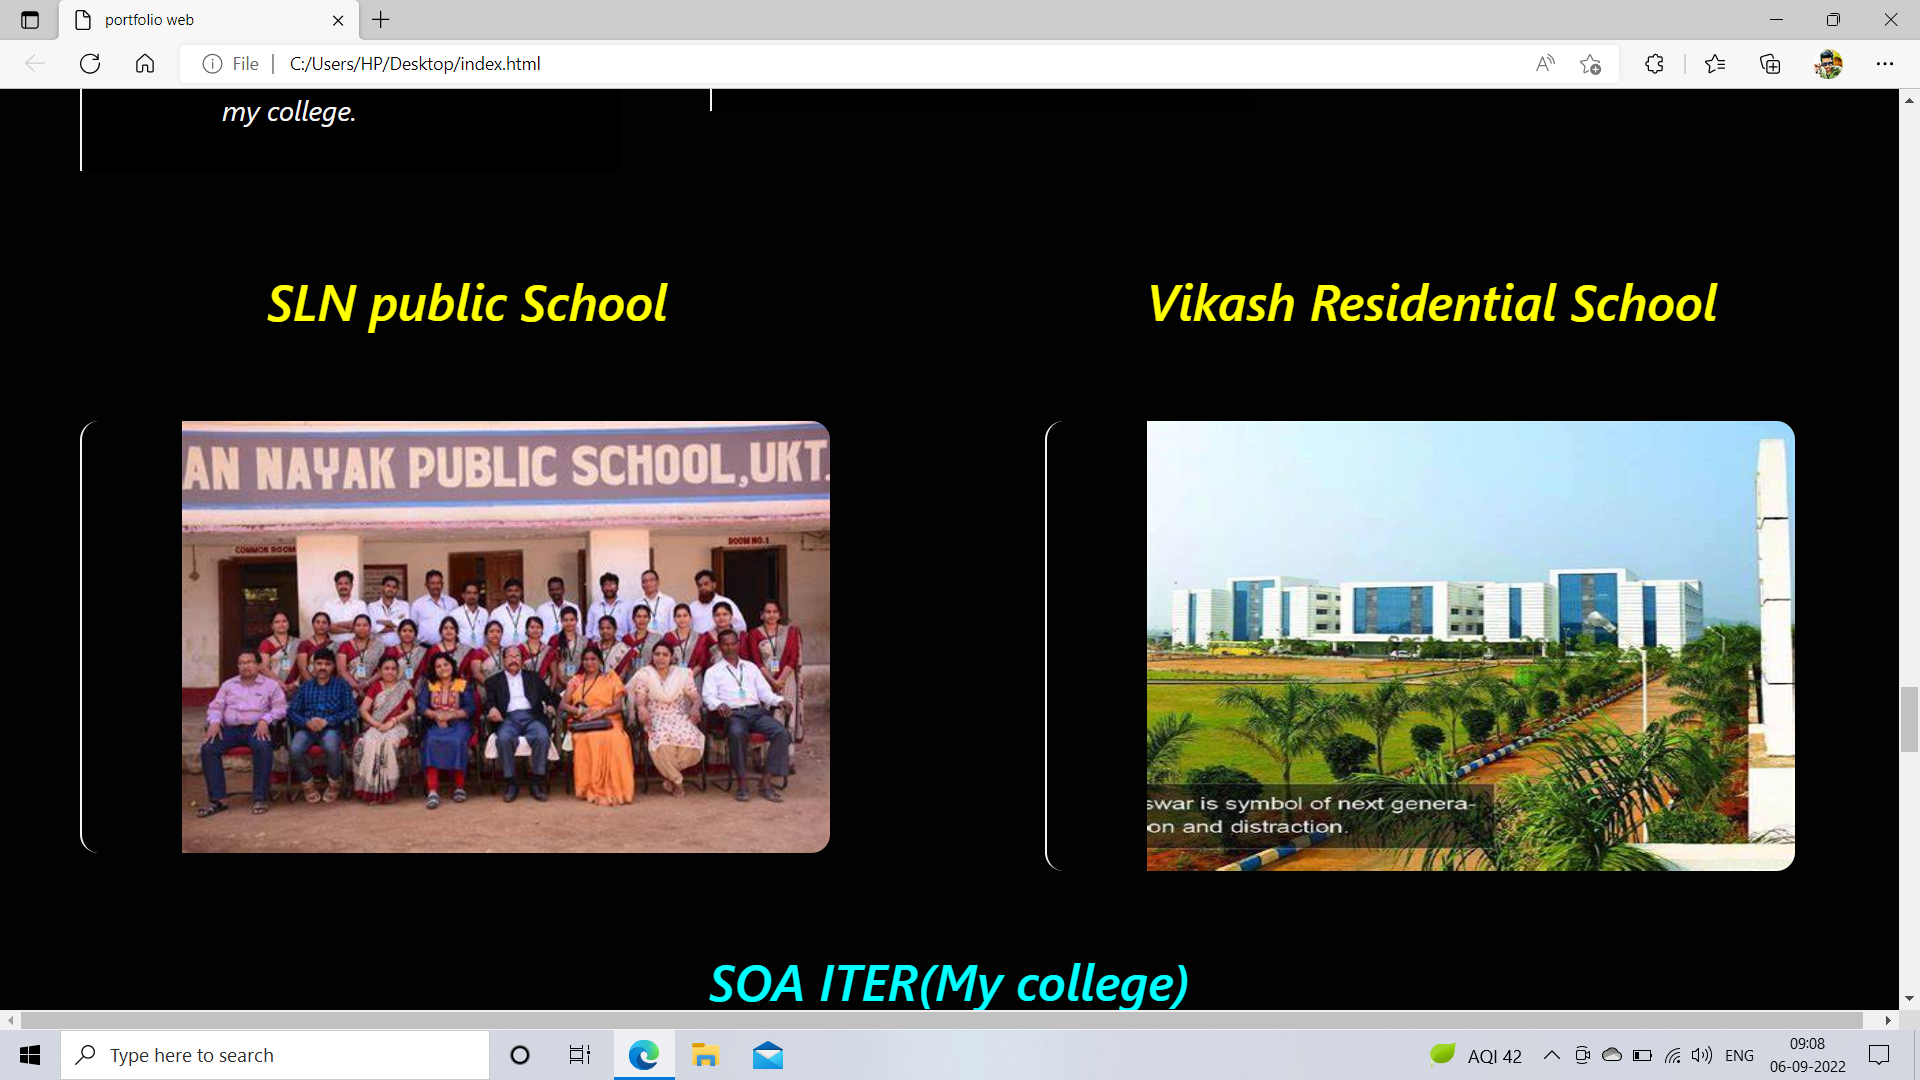 portfolio web
File
C:/Users/HP/Desktop/index.html
my college.
SLN public School
Vikash Residential School
AN NAYAK PUBLIC SCHOOL,UKT.
COMMON ROOM
ROOM NO.1
swar is symbol of next genera-
on and distraction.
SOA ITER(My college)
Type here to search
AQI 42
ENG
09:08
06-09-2022